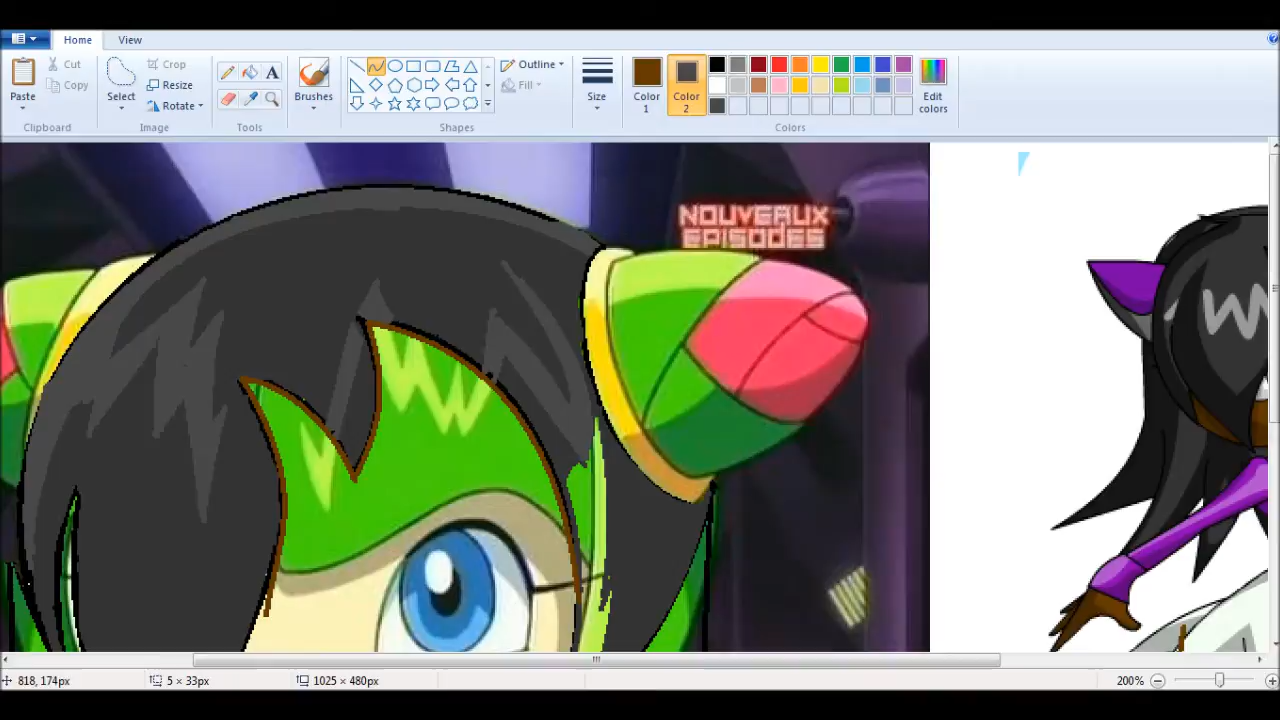 Home View
Cut
Copy
Paste
Clipboard
Crop
Resize
Rotate
Select
Image
A
Tools
Brushes
Outline
Fill
Shapes
Size
Color 1
Color 2
Edit colors
Colors
NOUVEAUX
EPISODES
818, 174px
5 × 33px
1025 × 480px
200%